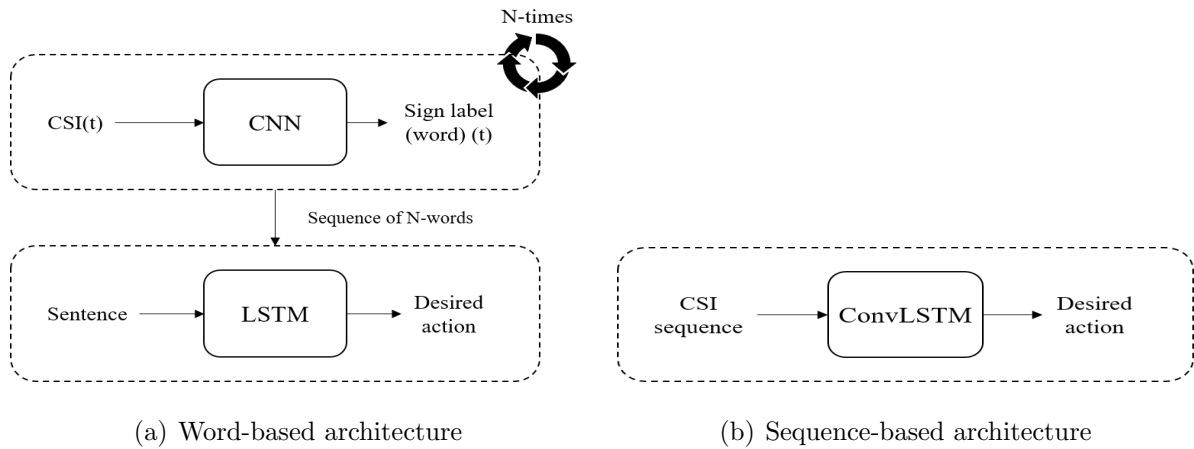 N-times
CSI(t)
CNN
Sign label
(word) (t)
Sequence of N-words
Sentence
LSTM
Desired
action
(a) Word-based architecture
CSI
sequence
ConvLSTM
Desired
action
(b) Sequence-based architecture